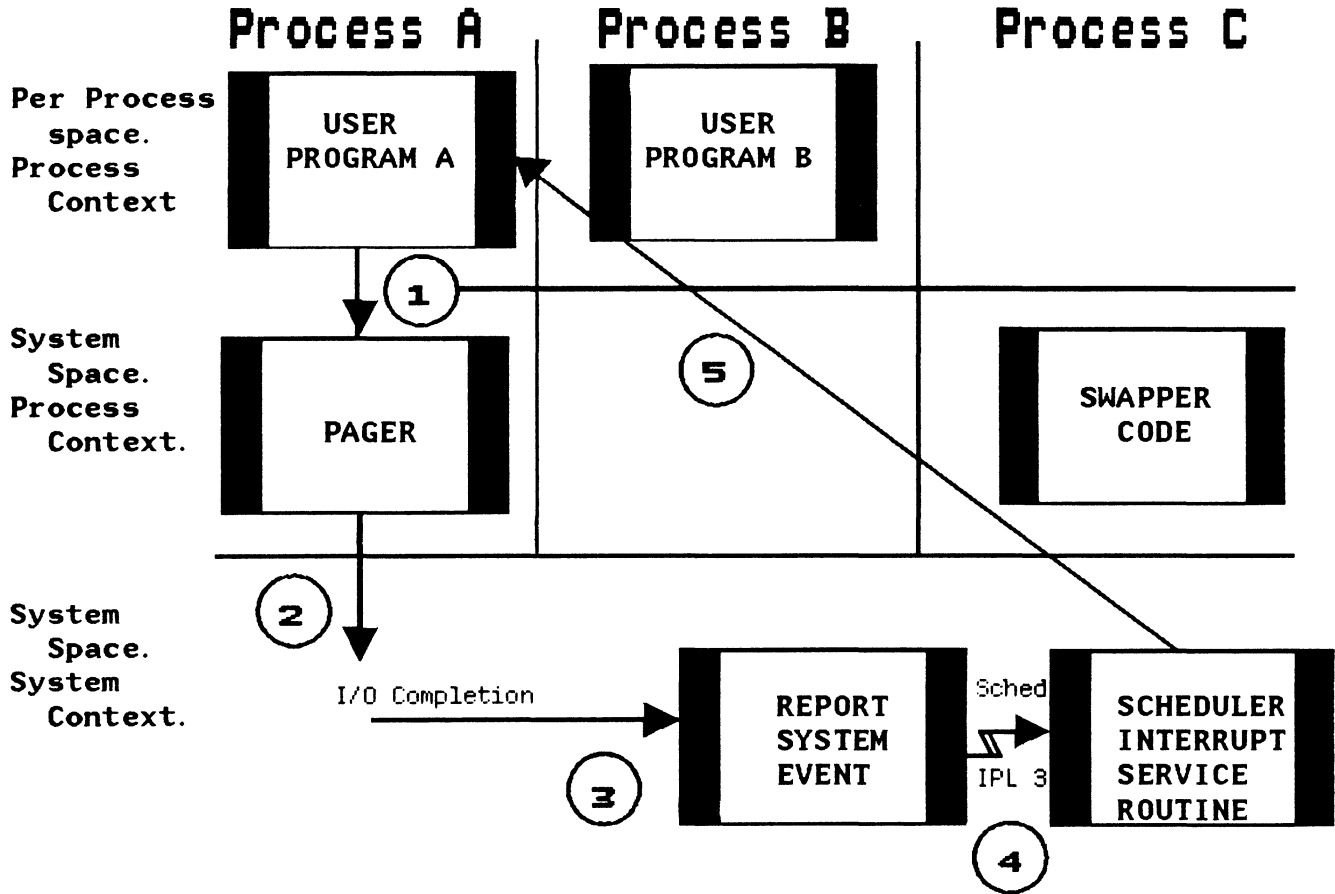 Process A
Process B
Process C
Per Process
space.
Process
Context
USER
PROGRAM A
USER
PROGRAM B
1
System
Space.
Process
Context.
PAGER
5
SWAPPER
CODE
2
System
Space.
System
Context.
I/O Completion
3
REPORT
SYSTEM
EVENT
Sched
IPL 3
4
SCHEDULER
INTERRUPT
SERVICE
ROUTINE